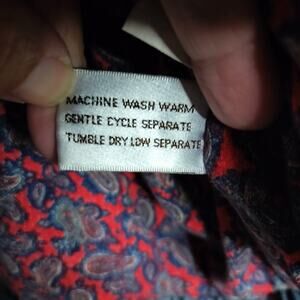 MACHINE WASH WARM
GENTLE CYCLE SEPARATE
TUMBLE DRY LOW SEPARATE